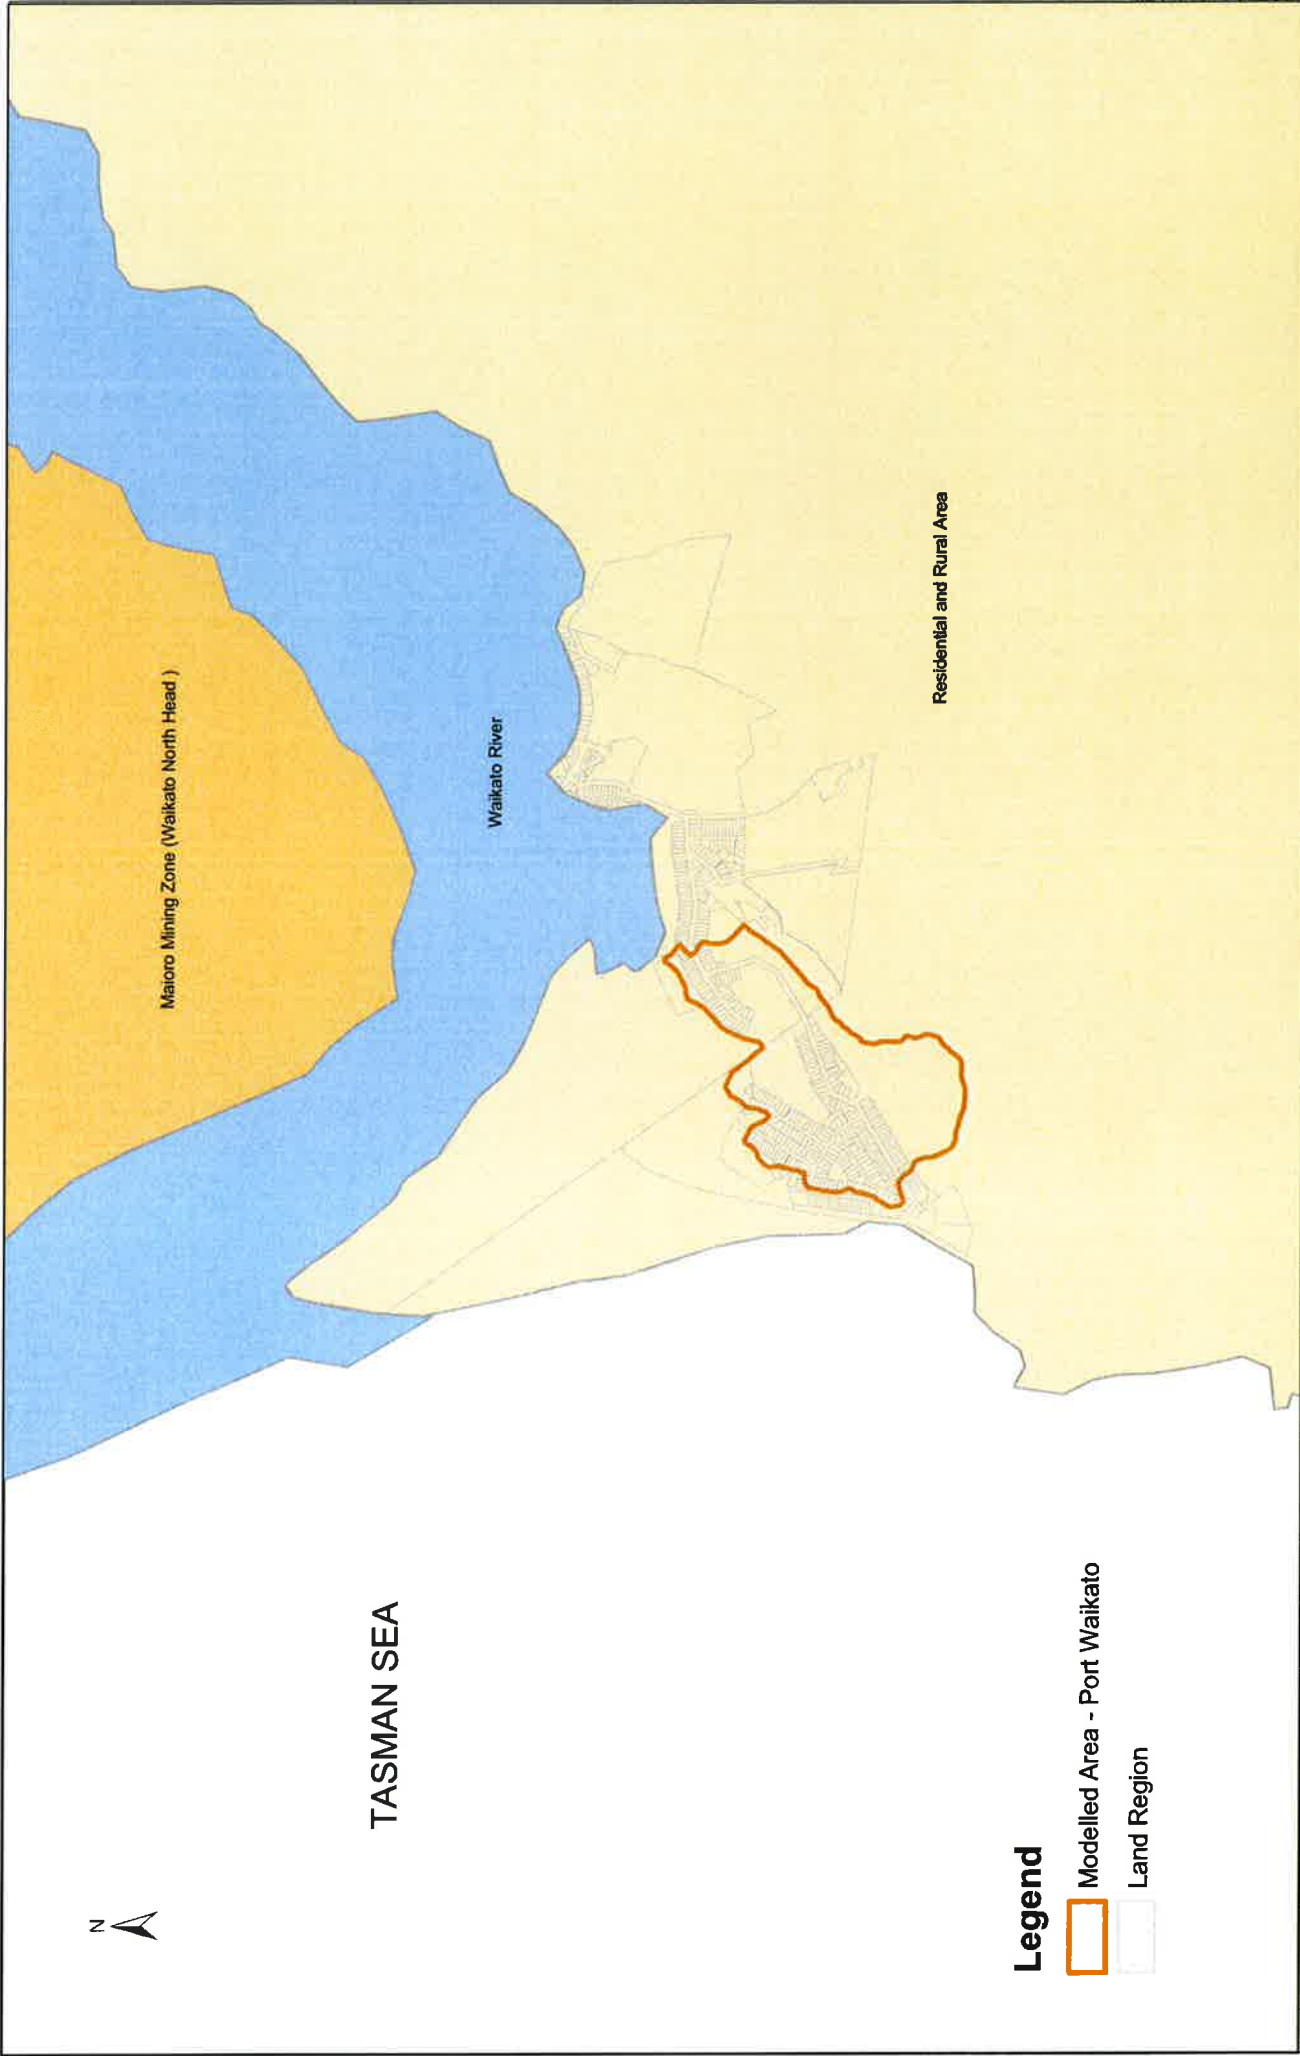 N
Maioro Mining Zone (Waikato North Head )
Waikato River
TASMAN SEA
Residential and Rural Area
Legend
Modelled Area - Port Waikato
Land Region